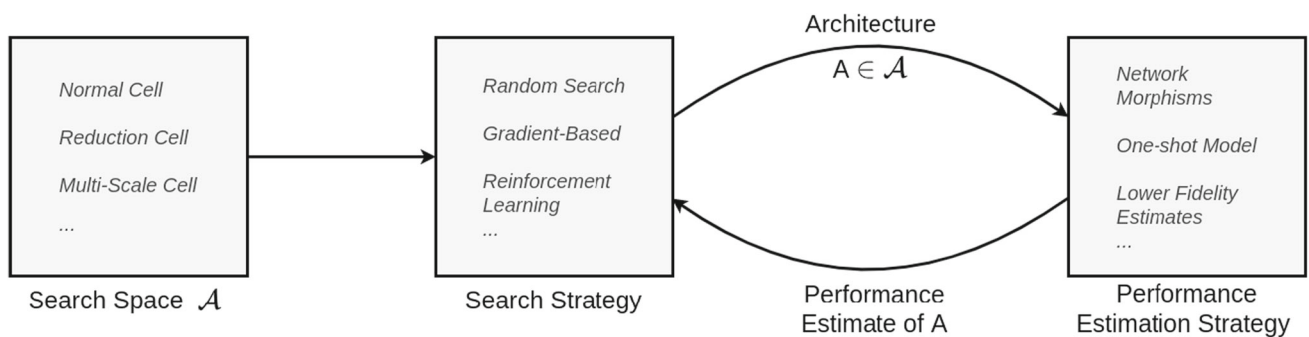 Normal Cell
Reduction Cell
Multi-Scale Cell
...
Search Space 𝒜
Random Search
Gradient-Based
Reinforcement
Learning
...
Search Strategy
Architecture
A ∈ 𝒜
Performance
Estimate of A
Network
Morphisms
One-shot Model
Lower Fidelity
Estimates
...
Performance
Estimation Strategy